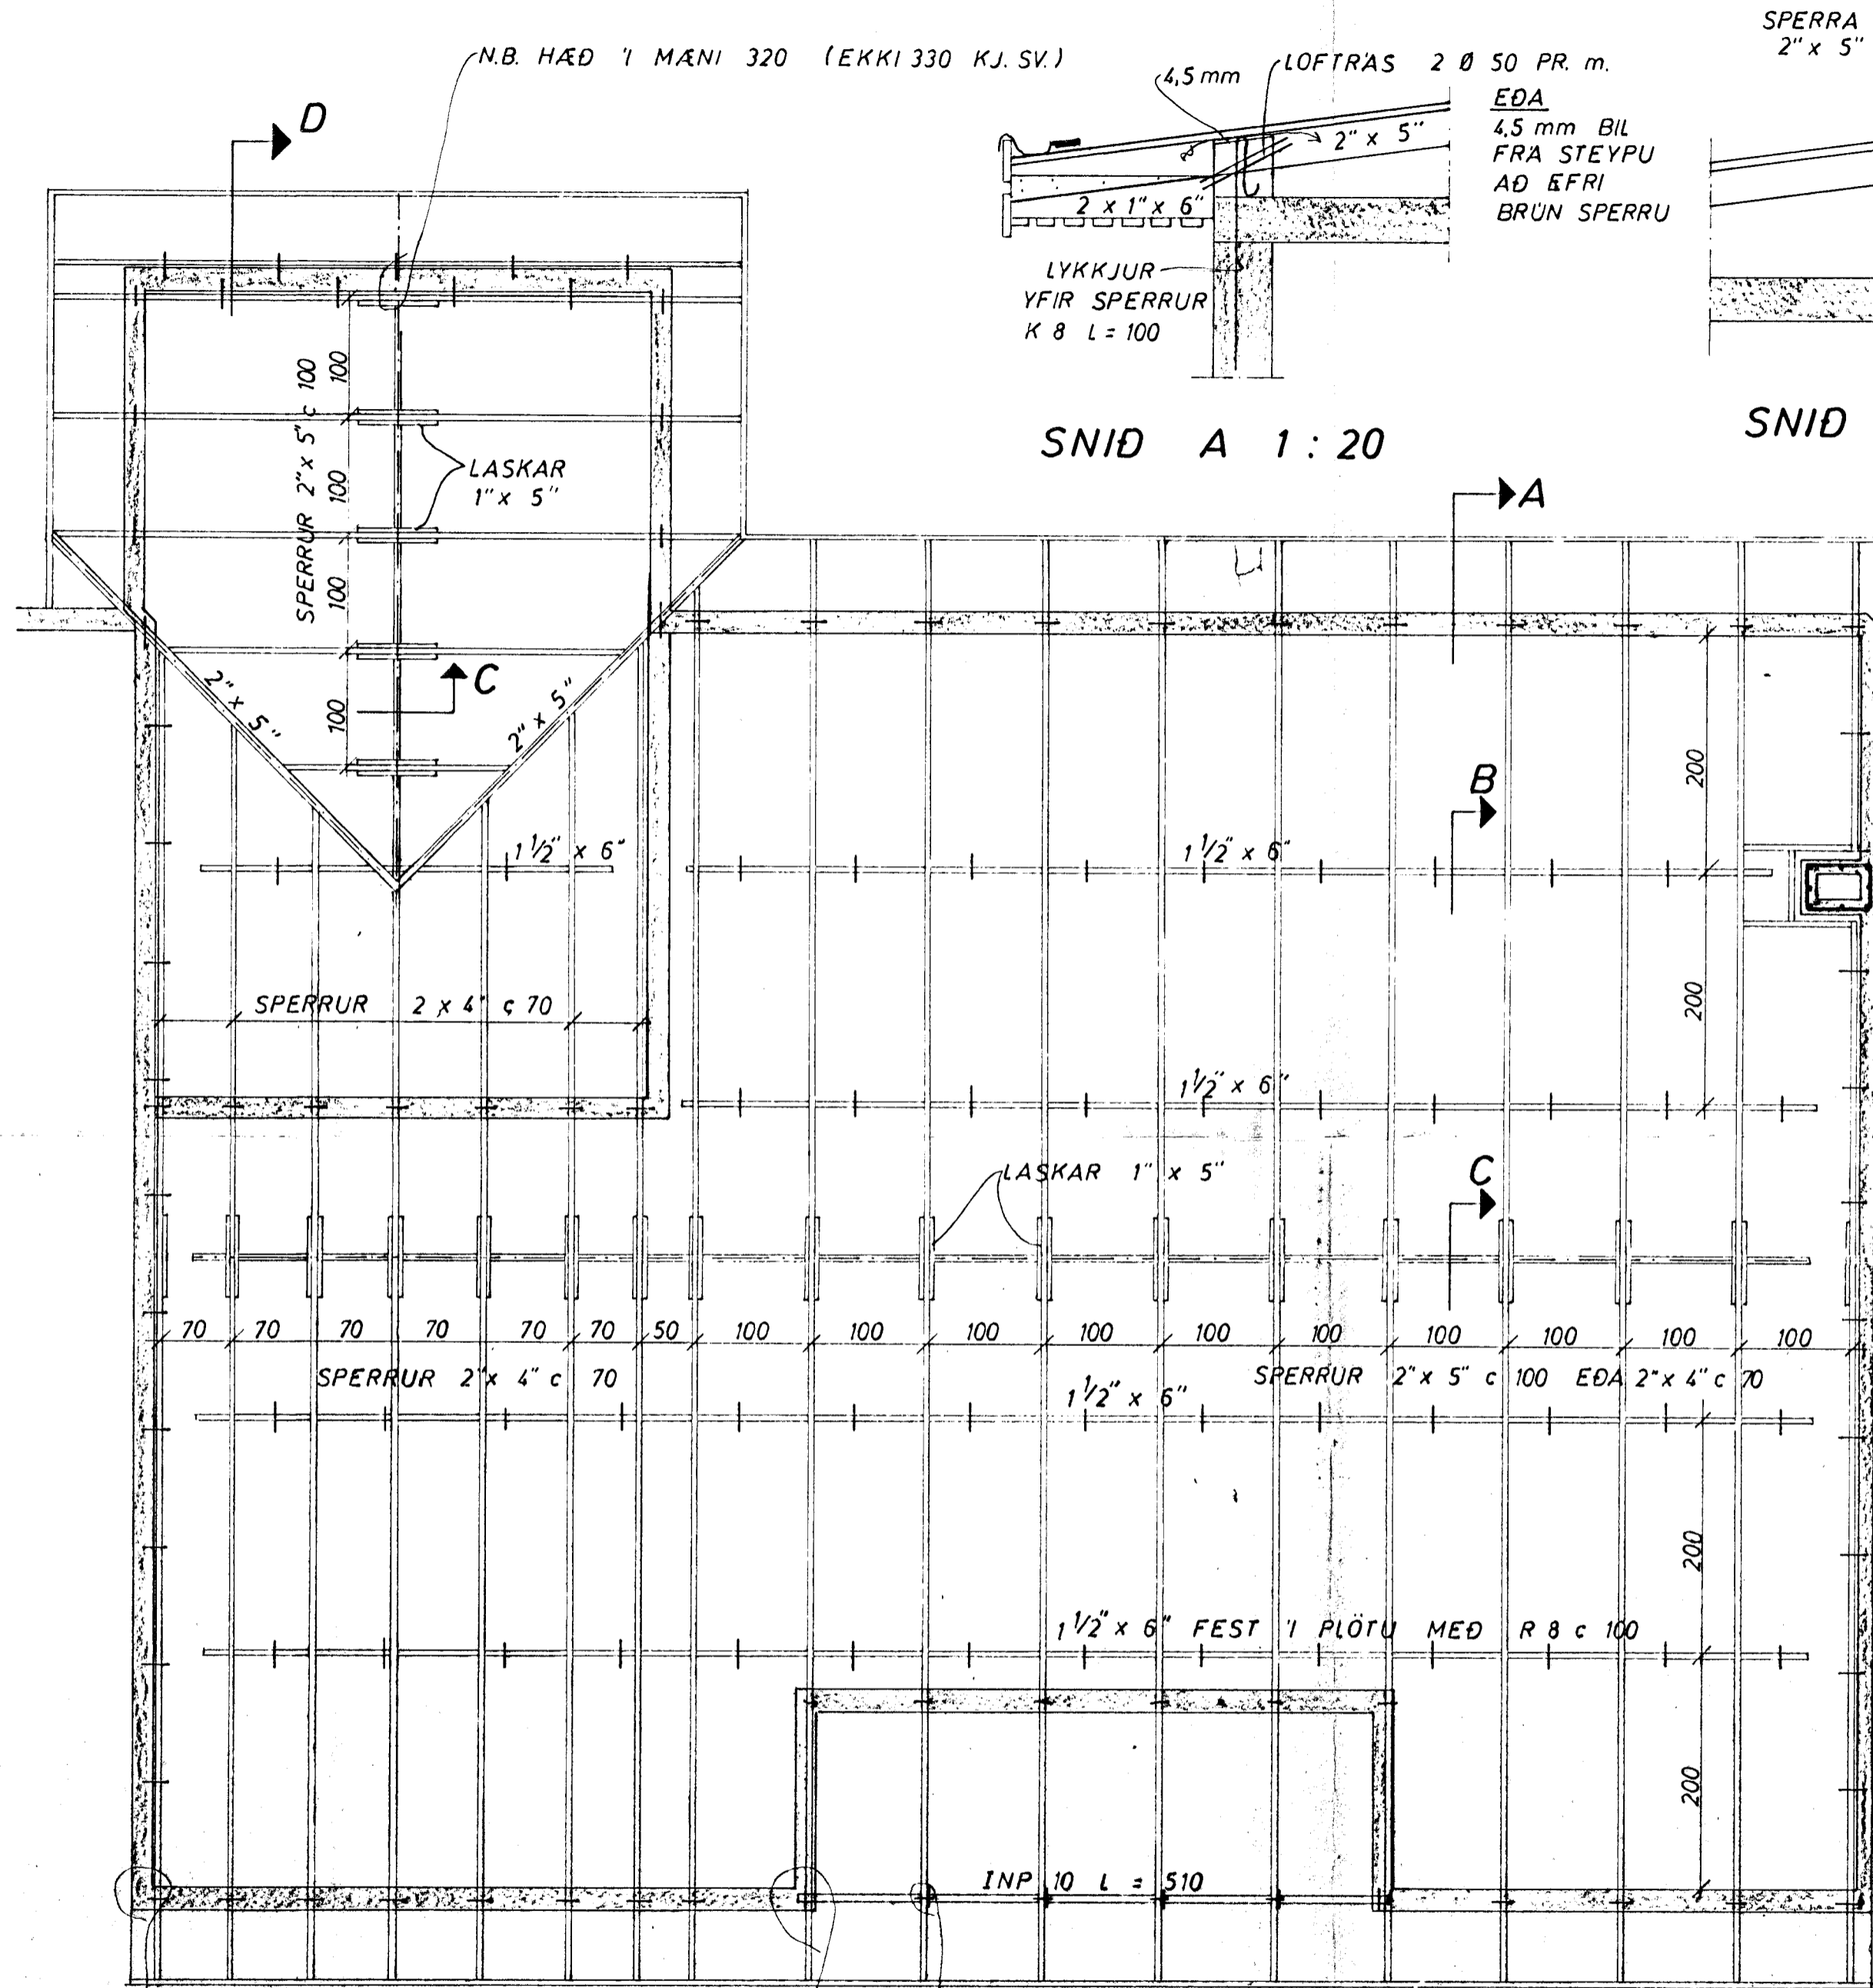 N.B. HÆÐ Í MÆNI 320 (EKKI 330 KJ. SV.)
SPERRA
2" x 5"
4,5 mm
LOFTRÁS 2 Ø 50 PR. m.
EÐA
4,5 mm BIL
FRÁ STEYPU
AÐ EFRI
BRÚN SPERRU
2" x 5"
2 x 1" x 6"
LYKKJUR
YFIR SPERRUR
K 8 L = 100
SNIÐ A 1 : 20
SNIÐ
D
SPERRUR 2" x 5" c 100
100
100
100
100
LASKAR
1" x 5"
A
C
2" x 5"
2" x 5"
B
200
1 1/2" x 6"
1 1/2" x 6"
SPERRUR 2 x 4" c 70
200
1 1/2" x 6"
LASKAR 1" x 5"
C
70 70 70 70 70 70 50 100 100 100 100 100 100 100 100 100 100
SPERRUR 2" x 4" c 70
SPERRUR 2" x 5" c 100 EÐA 2" x 4" c 70
1 1/2" x 6"
200
1 1/2" x 6" FEST Í PLÖTU MEÐ R 8 c 100
200
INP 10 L = 510